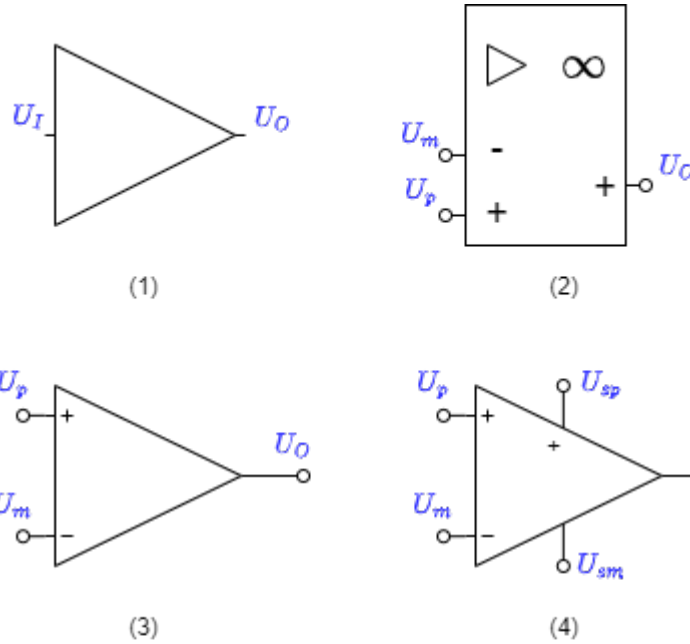 U_I
U_O
▷ ∞
U_m
-
U_p
+
+
U_O
(1)
(2)
U_p
+
U_O
U_m
-
U_p
+
U_sp
+
U_m
-
U_sm
(3)
(4)